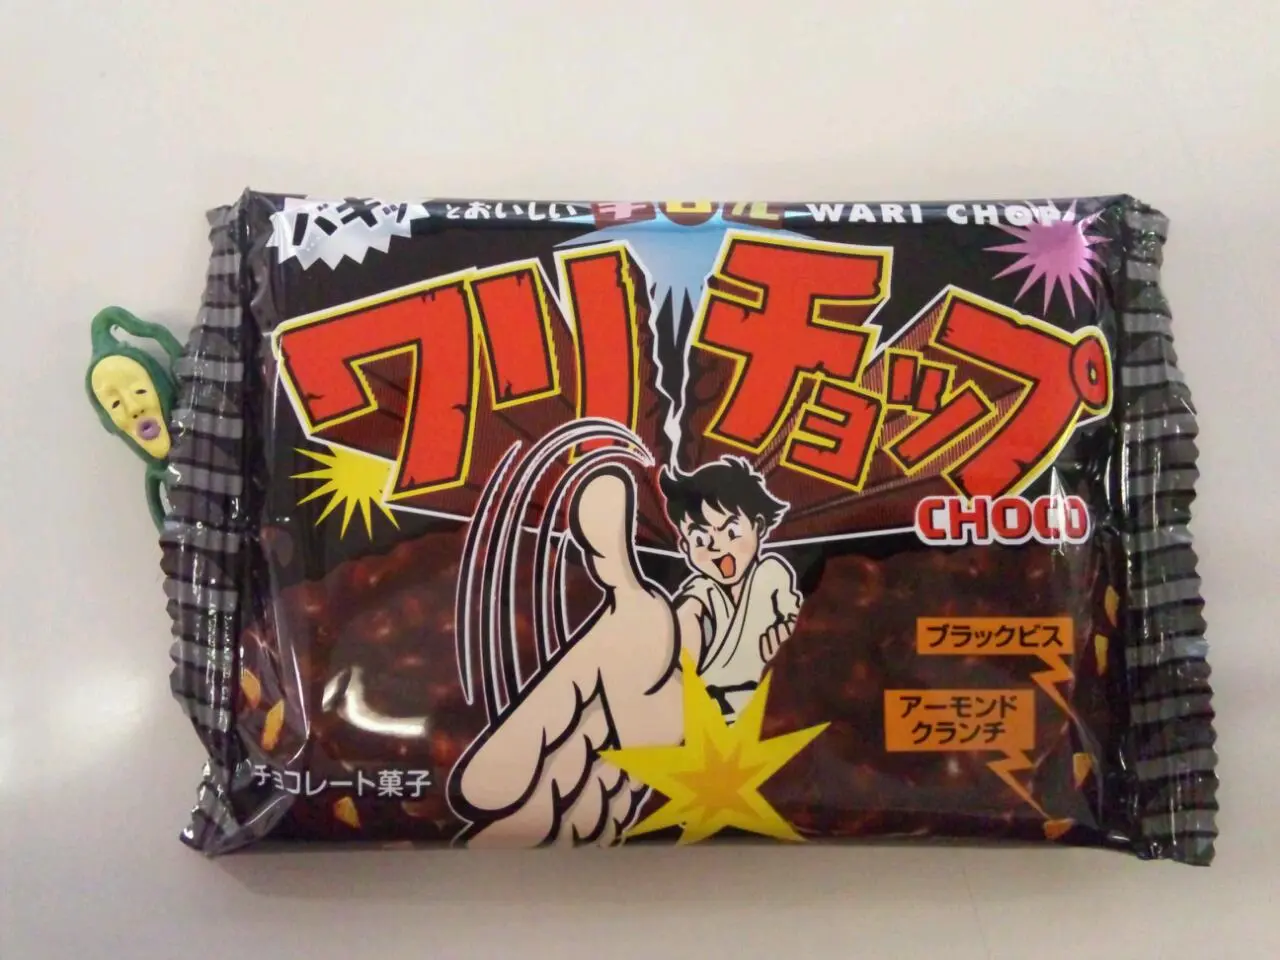 バキッ とおいしい チロル WARI CHOP
ワリチョップ
CHOCO
ブラックビス
アーモンド
クランチ
チョコレート菓子